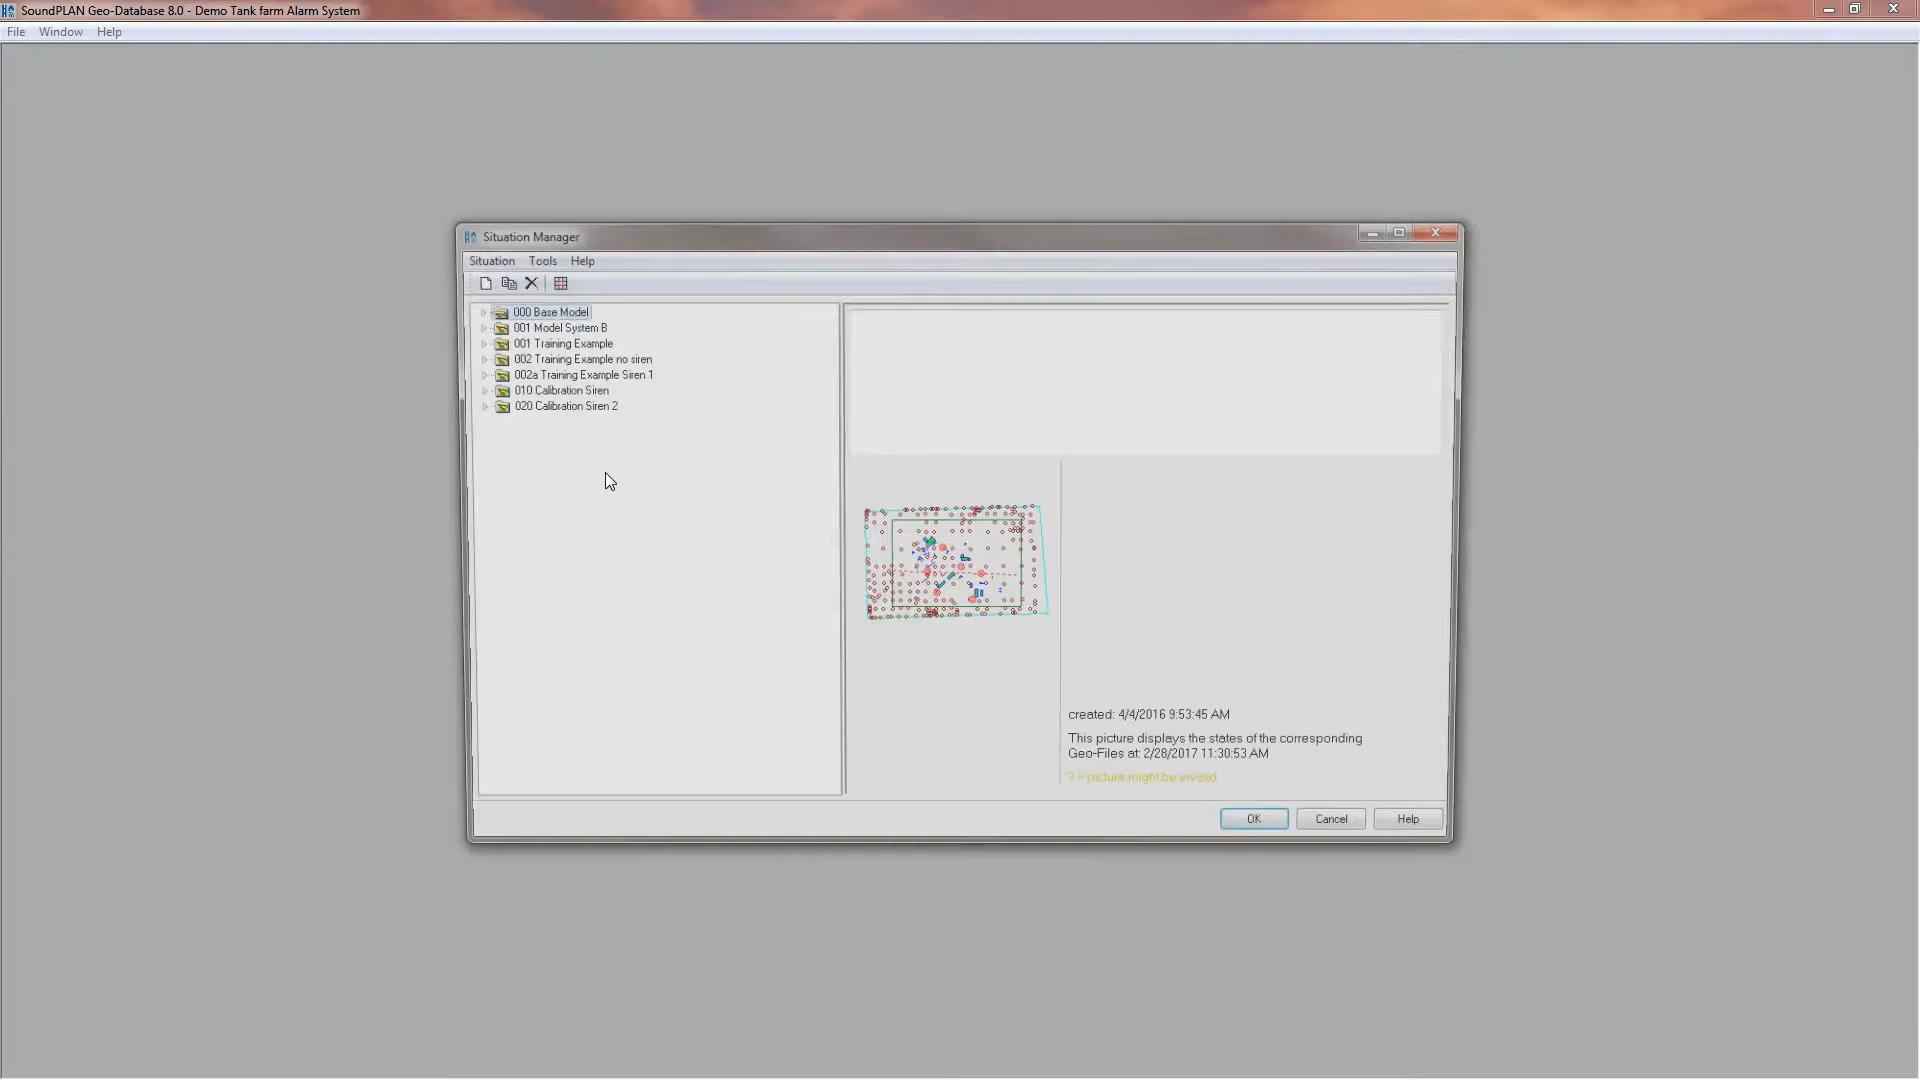 SoundPLAN Geo-Database 8.0 - Demo Tank farm Alarm System
File Window Help
Situation Manager
Situation Tools Help
000 Base Model
001 Model System B
001 Training Example
002 Training Example no siren
002a Training Example Siren 1
010 Calibration Siren
020 Calibration Siren 2
created: 4/4/2016 9:53:45 AM
This picture displays the states of the corresponding
Geo-Files at: 2/28/2017 11:30:53 AM
? = picture might be invalid
OK Cancel Help